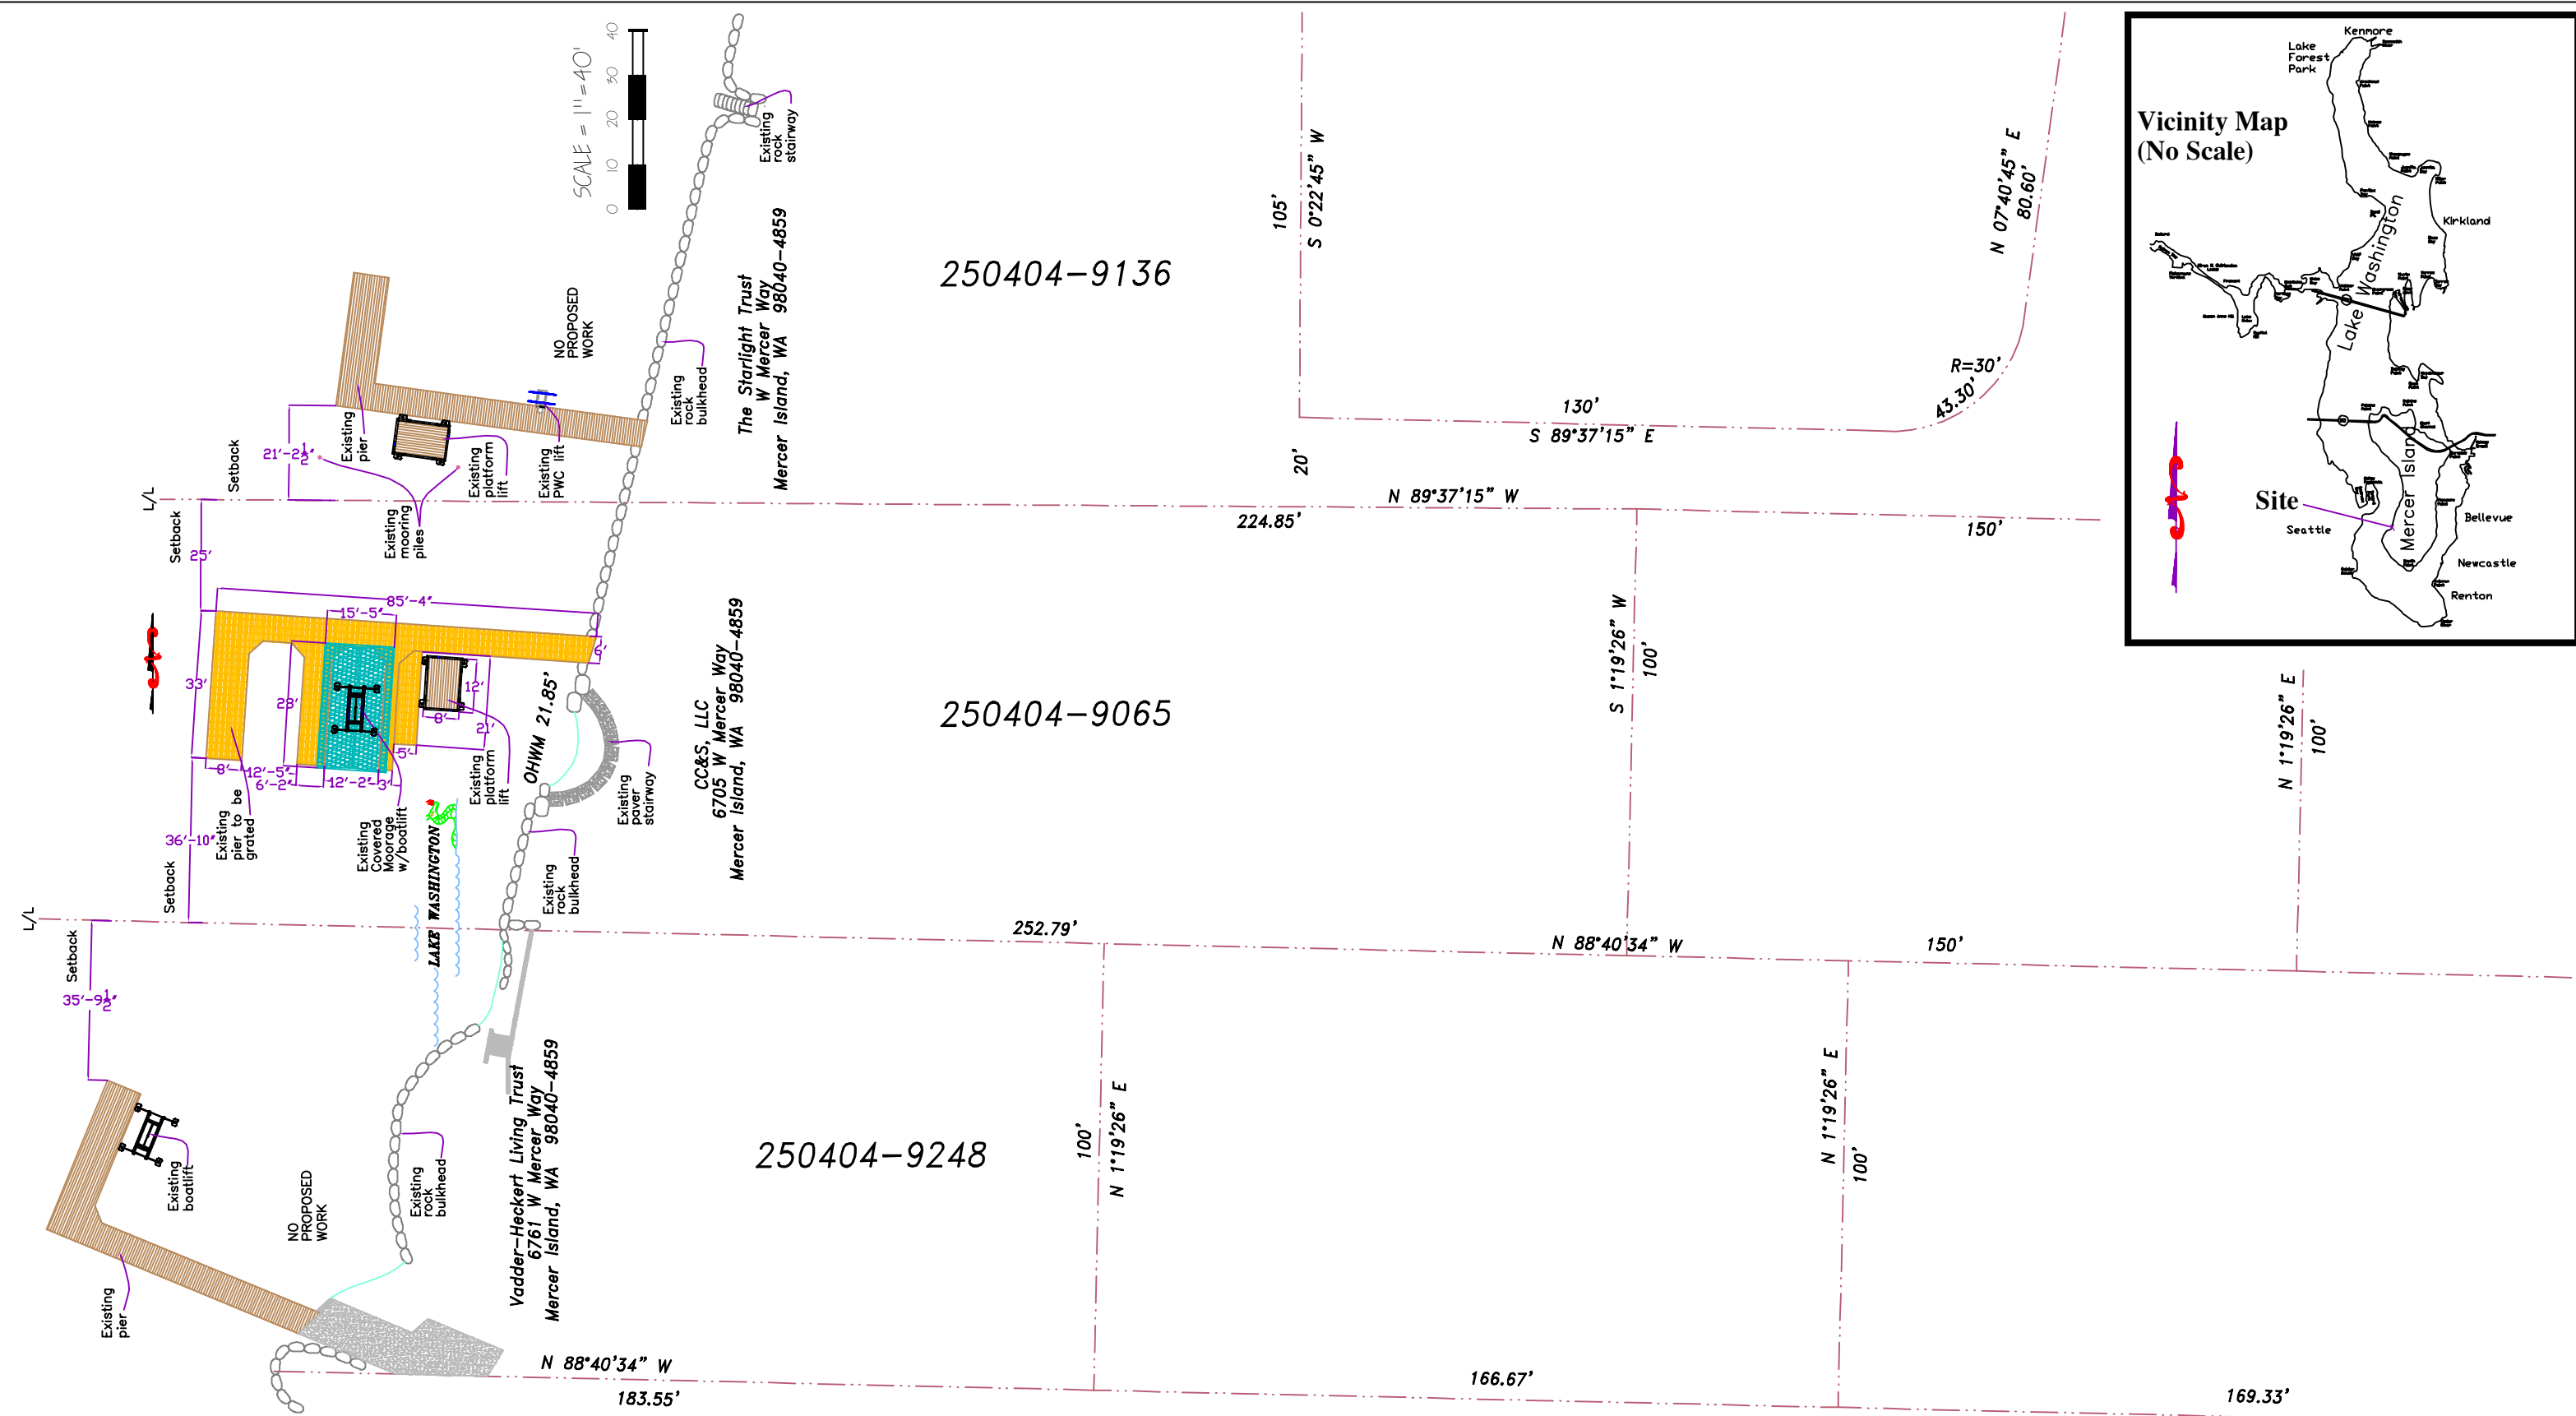 SCALE = 1"=40'
0 10 20 30 40
Existing
rock
stairway
NO
PROPOSED
WORK
Existing
rock
bulkhead
The Starlight Trust
W Mercer Way
Mercer Island, WA 98040-4859
250404-9136
105'
S 0°22'45" W
N 07°40'45" E
80.60'
R=30'
43.30'
130'
S 89°37'15" E
20'
N 89°37'15" W
224.85'
150'
Setback
21'-2½"
Existing
pier
Existing
platform
lift
Existing
PWC lift
Existing
mooring
piles
L/L
Setback
25'
85'-4"
15'-5"
6'
33'
28'
12'
8'
21'
5'
8'
12'-5"
6'-2"
12'-2"
3'
36'-10"
Setback
Existing
pier to be
grated
Existing
Covered
Moorage
w/boatlift
Existing
platform
lift
OHWM 21.85'
LAKE WASHINGTON
Existing
paver
stairway
Existing
rock
bulkhead
CC&S, LLC
6705 W Mercer Way
Mercer Island, WA 98040-4859
250404-9065
S 1°19'26" W
100'
N 1°19'26" E
100'
L/L
252.79'
N 88°40'34" W
150'
Setback
35'-9½"
Existing
boatlift
NO
PROPOSED
WORK
Existing
pier
Existing
rock
bulkhead
Vadder-Heckert Living Trust
6761 W Mercer Way
Mercer Island, WA 98040-4859
250404-9248
100'
N 1°19'26" E
N 1°19'26" E
100'
N 88°40'34" W
183.55'
166.67'
169.33'
Vicinity Map
(No Scale)
Kenmore
Lake
Forest
Park
Kirkland
Lake Washington
Mercer Island
Site
Seattle
Bellevue
Newcastle
Renton